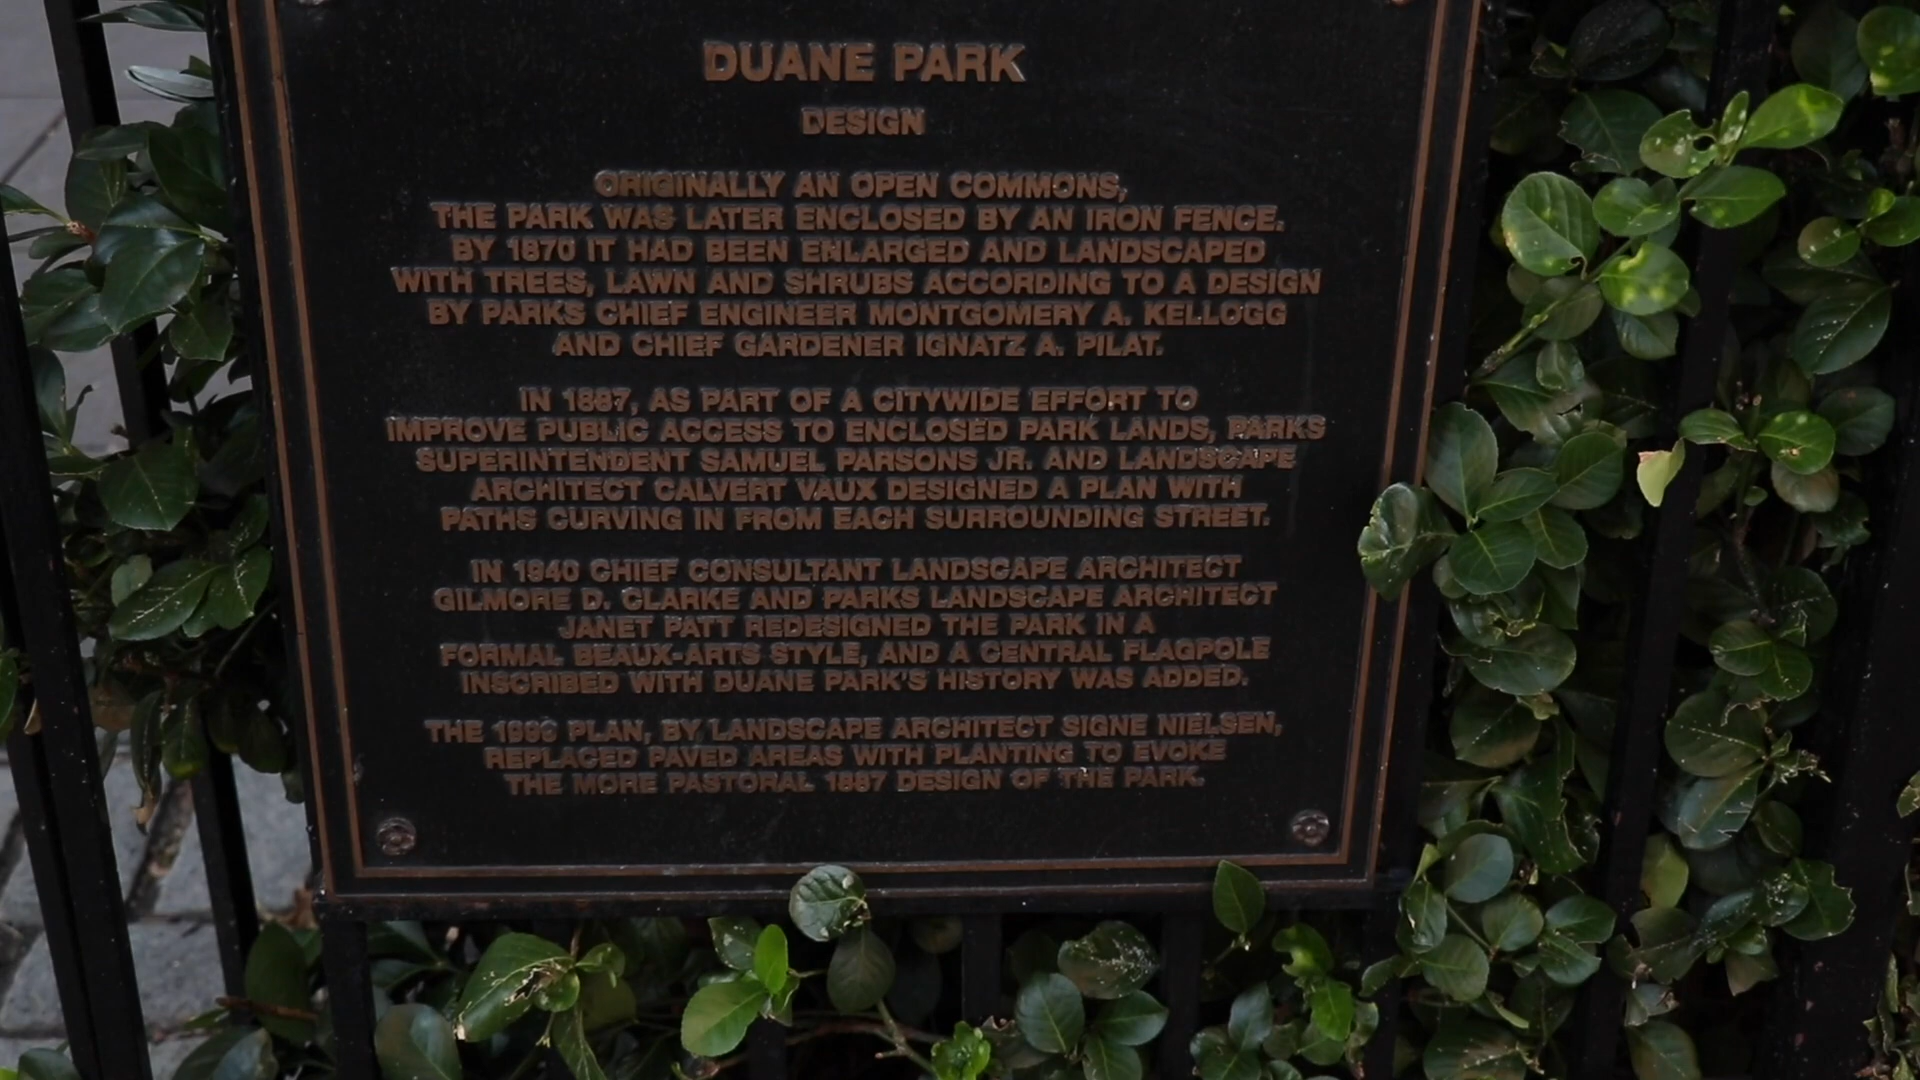 DUANE PARK
DESIGN
ORIGINALLY AN OPEN COMMONS,
THE PARK WAS LATER ENCLOSED BY AN IRON FENCE.
BY 1870 IT HAD BEEN ENLARGED AND LANDSCAPED
WITH TREES, LAWN AND SHRUBS ACCORDING TO A DESIGN
BY PARKS CHIEF ENGINEER MONTGOMERY A. KELLOGG
AND CHIEF GARDENER IGNATZ A. PILAT.
IN 1887, AS PART OF A CITYWIDE EFFORT TO
IMPROVE PUBLIC ACCESS TO ENCLOSED PARK LANDS, PARKS
SUPERINTENDENT SAMUEL PARSONS JR. AND LANDSCAPE
ARCHITECT CALVERT VAUX DESIGNED A PLAN WITH
PATHS CURVING IN FROM EACH SURROUNDING STREET.
IN 1940 CHIEF CONSULTANT LANDSCAPE ARCHITECT
GILMORE D. CLARKE AND PARKS LANDSCAPE ARCHITECT
JANET PATT REDESIGNED THE PARK IN A
FORMAL BEAUX-ARTS STYLE, AND A CENTRAL FLAGPOLE
INSCRIBED WITH DUANE PARK'S HISTORY WAS ADDED.
THE PLAN, BY LANDSCAPE ARCHITECT SIGNE NIELSEN,
REPLACED PAVED AREAS WITH PLANTING TO EVOKE
THE MORE PASTORAL 1887 DESIGN OF THE PARK.